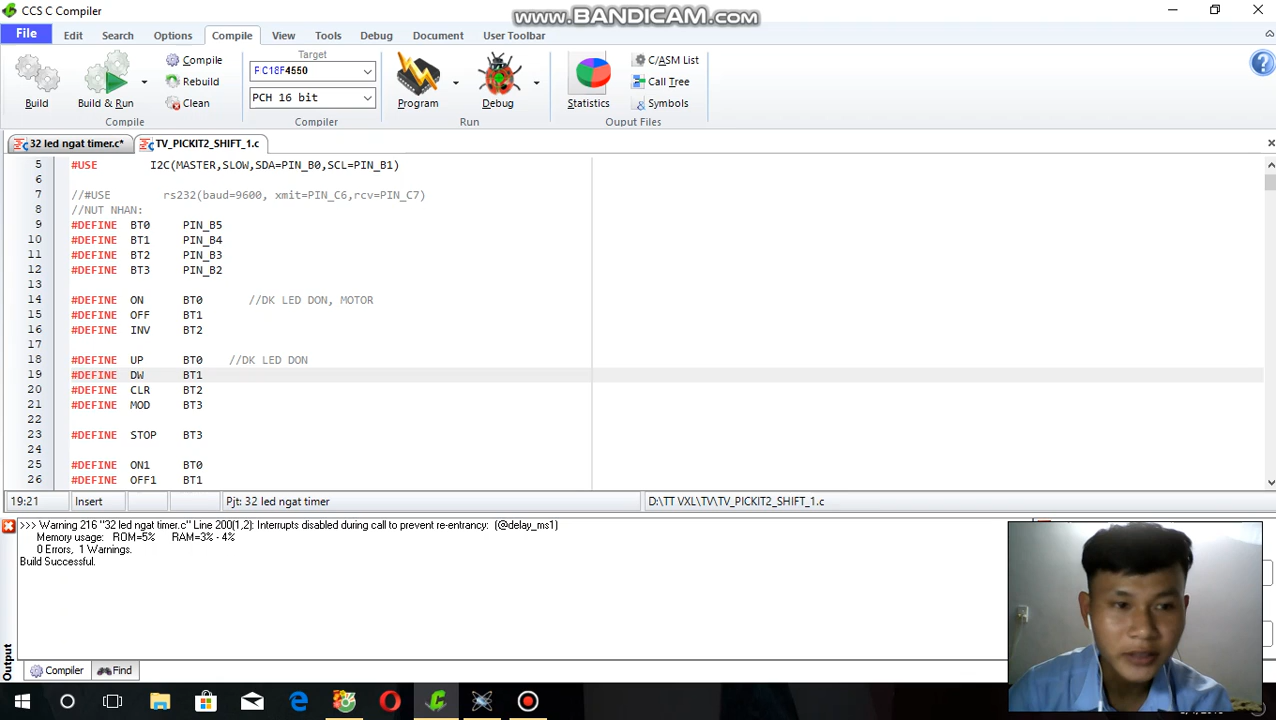 CCS C Compiler
www.BANDICAM.com
File Edit Search Options Compile View Tools Debug Document User Toolbar
Build
Build & Run
Compile
Rebuild
Clean
Compile
Target
PCH 16 bit
Compiler
Program
Debug
Run
Statistics
C/ASM List
Call Tree
Symbols
Ouput Files
32 led ngat timer.c* TV_PICKIT2_SHIFT_1.c
5 #USE I2C(MASTER,SLOW,SDA=PIN_B0,SCL=PIN_B1)
6
7 //#USE rs232(baud=9600, xmit=PIN_C6,rcv=PIN_C7)
8 //NUT NHAN:
9 #DEFINE BT0 PIN_B5
10 #DEFINE BT1 PIN_B4
11 #DEFINE BT2 PIN_B3
12 #DEFINE BT3 PIN_B2
13
14 #DEFINE ON BT0 //DK LED DON, MOTOR
15 #DEFINE OFF BT1
16 #DEFINE INV BT2
17
18 #DEFINE UP BT0 //DK LED DON
19 #DEFINE DW BT1
20 #DEFINE CLR BT2
21 #DEFINE MOD BT3
22
23 #DEFINE STOP BT3
24
25 #DEFINE ON1 BT0
26 #DEFINE OFF1 BT1
19:21 Insert Pjt: 32 led ngat timer D:\TT VXL\TV\TV_PICKIT2_SHIFT_1.c
>>> Warning 216 "32 led ngat timer.c" Line 200(1,2): Interrupts disabled during call to prevent re-entrancy: (@delay_ms1)
Memory usage: ROM=5% RAM=3% - 4%
0 Errors, 1 Warnings.
Build Successful.
Output
Compiler Find